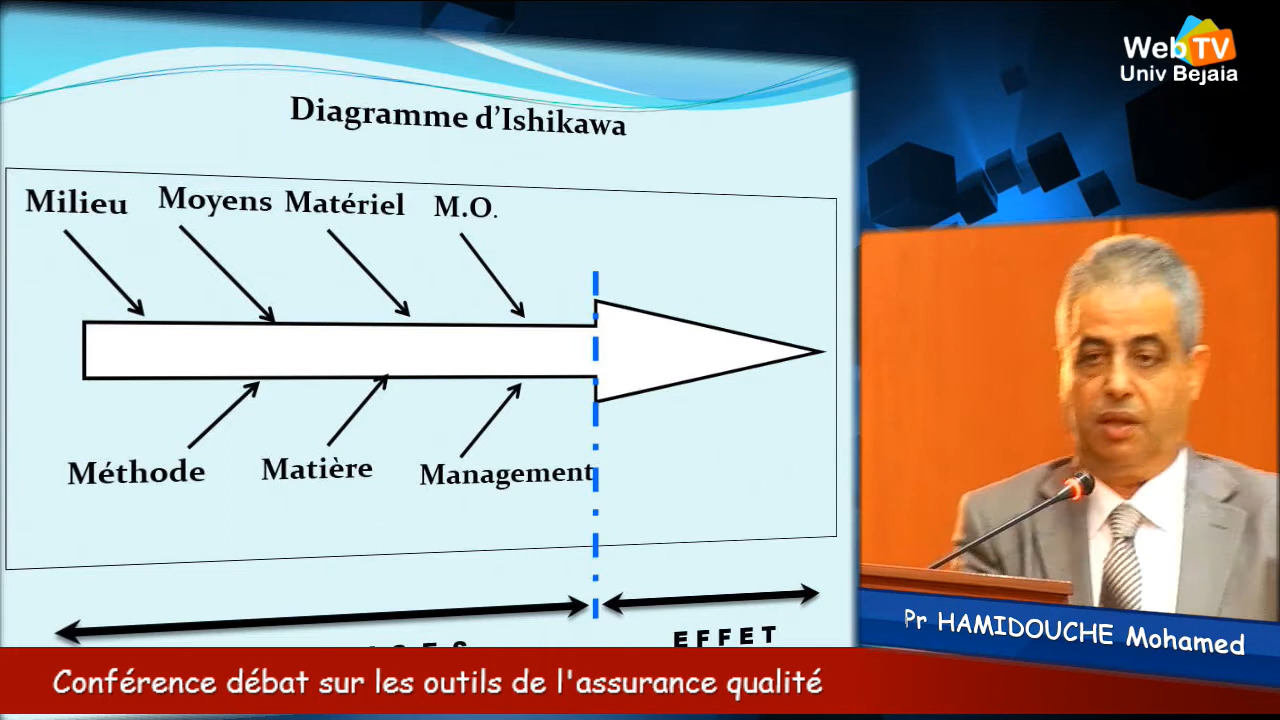 Web TV
Univ Bejaia
Diagramme d'Ishikawa
Milieu Moyens Matériel M.O.
Méthode Matière Management
EFFET
Pr HAMIDOUCHE Mohamed
Conférence débat sur les outils de l'assurance qualité